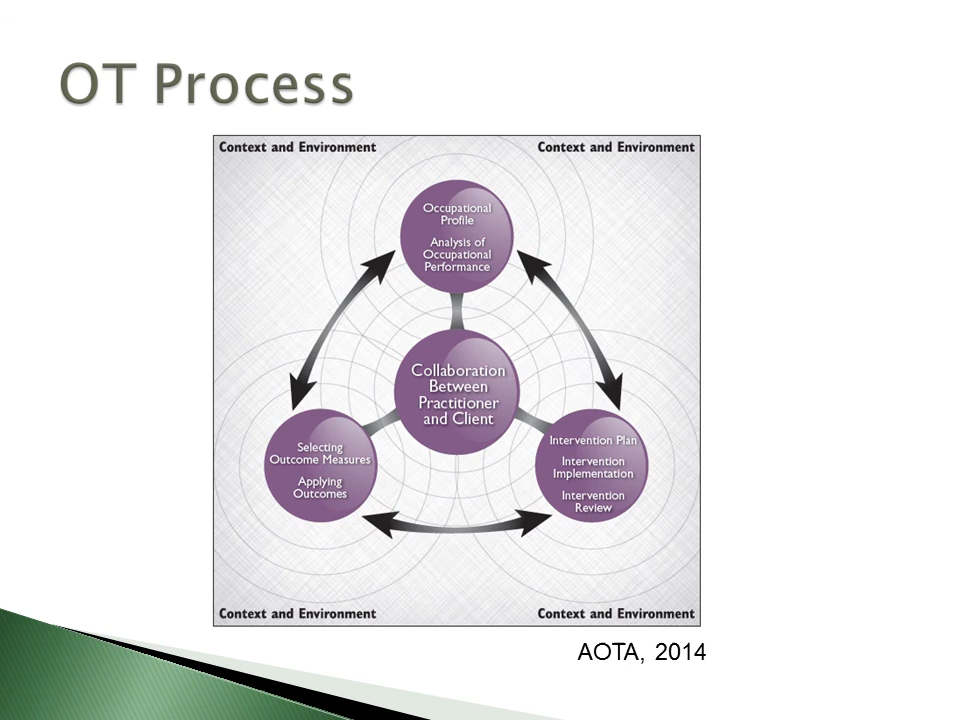 OT Process
Context and Environment
Context and Environment
Occupational
Profile
Analysis of
Occupational
Performance
Collaboration
Between
Practitioner
and Client
Selecting
Outcome Measures
Applying
Outcomes
Intervention Plan
Intervention
Implementation
Intervention
Review
Context and Environment
Context and Environment
AOTA, 2014